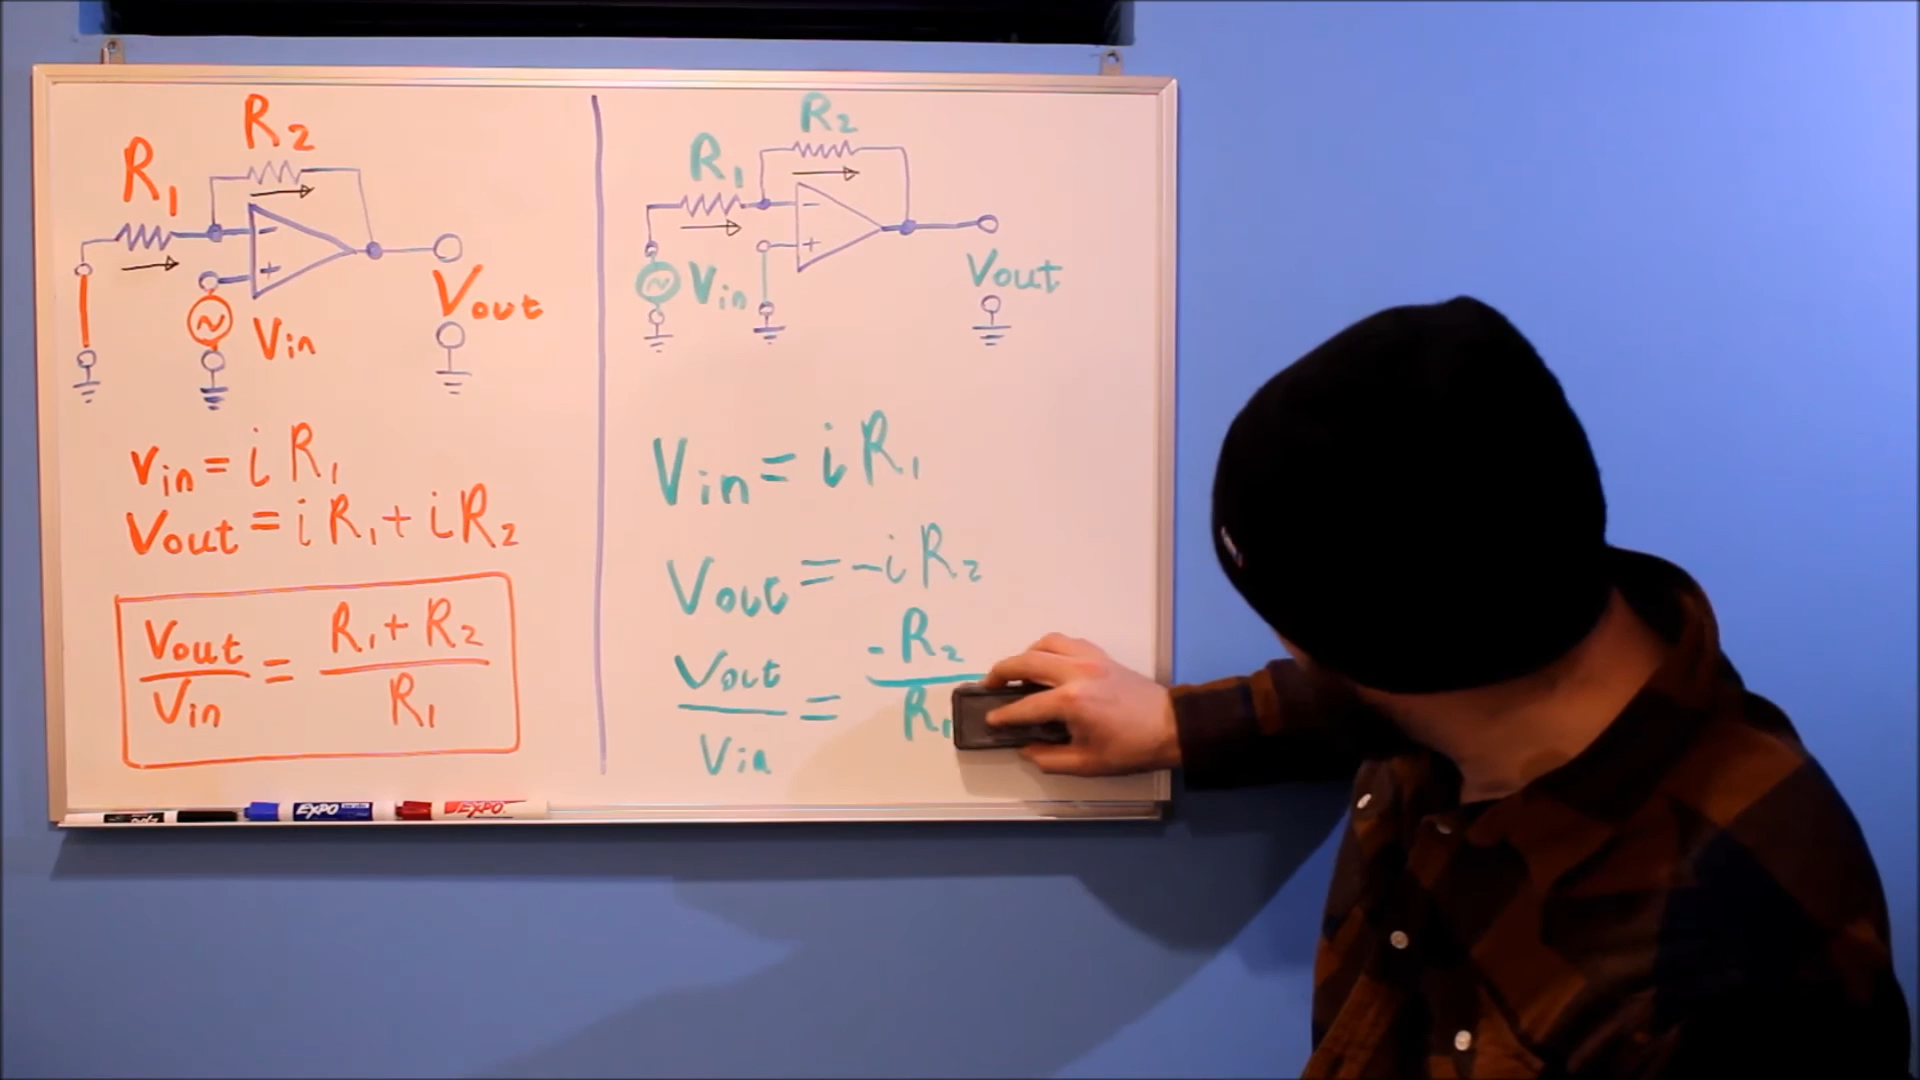 R2
R1
Vin
Vout
vin = i R1
Vout = i R1 + i R2
Vout / Vin = R1 + R2 / R1
R2
R1
Vin
Vout
Vin = i R1
Vout = -i R2
Vout / Vin = -R2 / R1
EXPO
EXPO